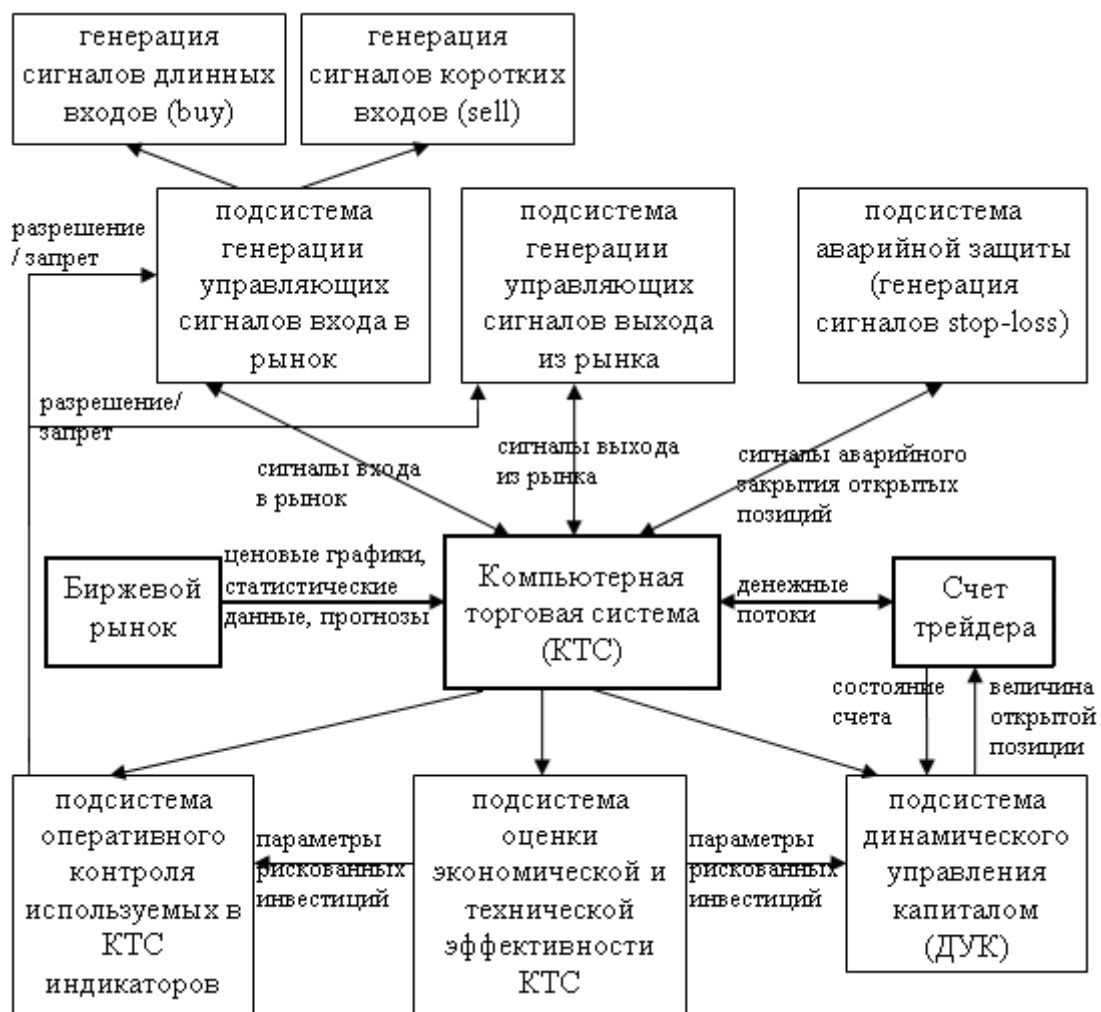 генерация
сигналов длинных
входов (buy)
генерация
сигналов коротких
входов (sell)
разрешение
/ запрет
подсистема
генерации
управляющих
сигналов входа в
рынок
подсистема
генерации
управляющих
сигналов выхода
из рынка
подсистема
аварийной защиты
(генерация
сигналов stop-loss)
разрешение/
запрет
сигналы входа
в рынок
сигналы выхода
из рынка
сигналы аварийного
закрытия открытых
позиций
Биржевой
рынок
ценовые графики,
статистические
данные, прогнозы
Компьютерная
торговая система
(КТС)
денежные
потоки
Счет
трейдера
состояние
счета
величина
открытой
позиции
подсистема
оперативного
контроля
используемых в
КТС
индикаторов
параметры
рискованных
инвестиций
подсистема
оценки
экономической и
технической
эффективности
КТС
параметры
рискованных
инвестиций
подсистема
динамического
управления
капиталом
(ДУК)